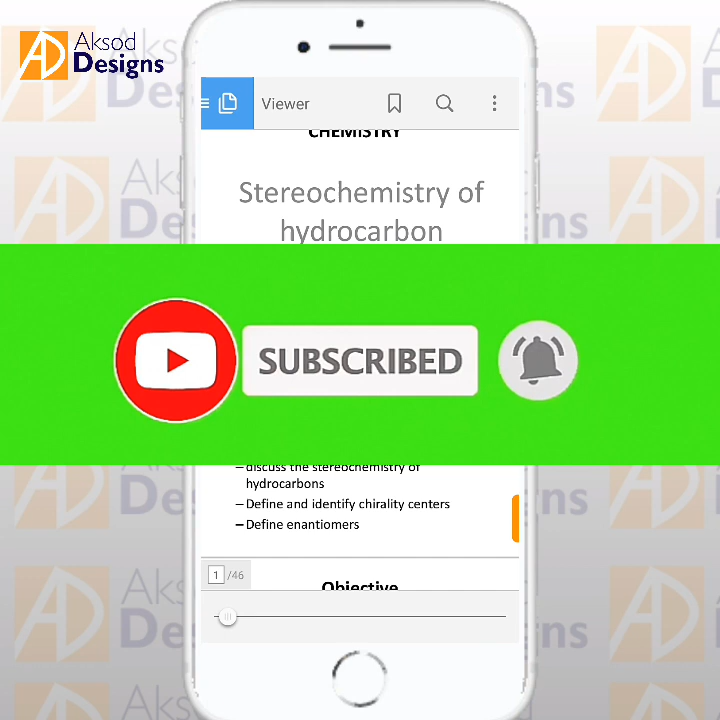 Aksod
Designs
Viewer
CHEMISTRY
Stereochemistry of
hydrocarbon
SUBSCRIBED
– discuss the stereochemistry of
hydrocarbons
– Define and identify chirality centers
– Define enantiomers
1 /46
Objective